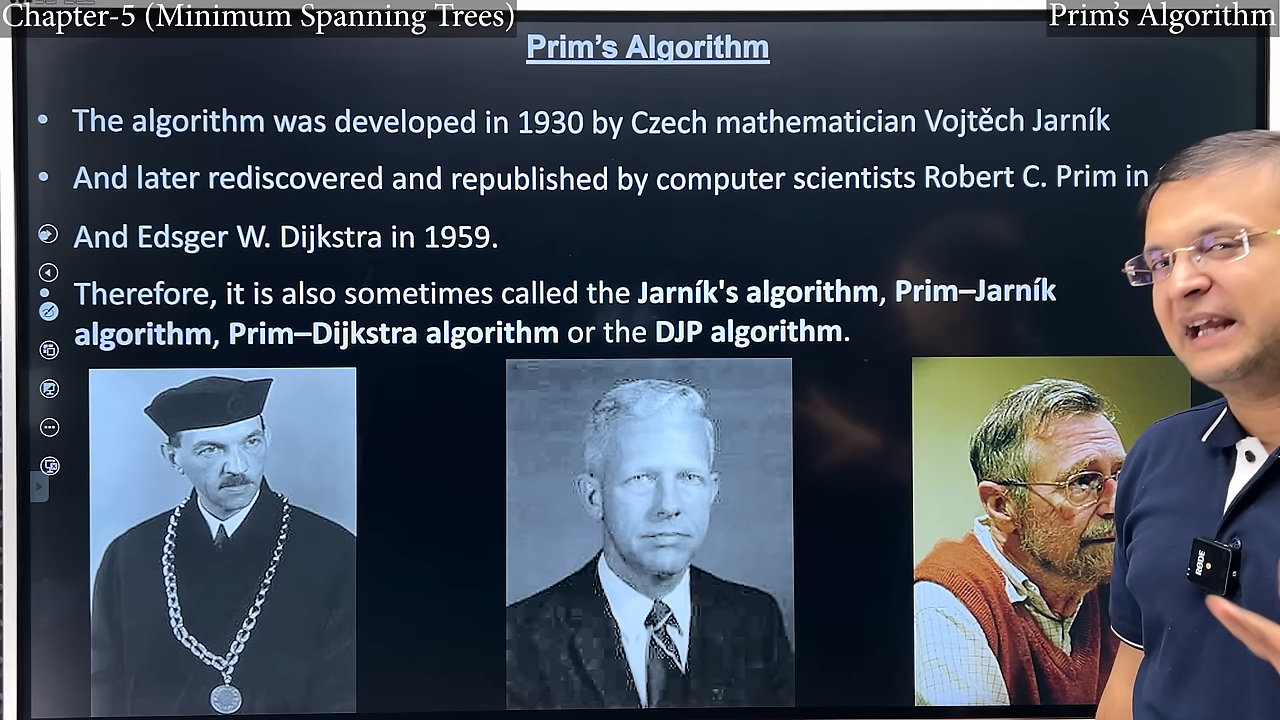 Chapter-5 (Minimum Spanning Trees)
Prim's Algorithm
Prim's Algorithm
• The algorithm was developed in 1930 by Czech mathematician Vojtěch Jarník
• And later rediscovered and republished by computer scientists Robert C. Prim in
And Edsger W. Dijkstra in 1959.
• Therefore, it is also sometimes called the Jarník's algorithm, Prim–Jarník
algorithm, Prim–Dijkstra algorithm or the DJP algorithm.
RØDE